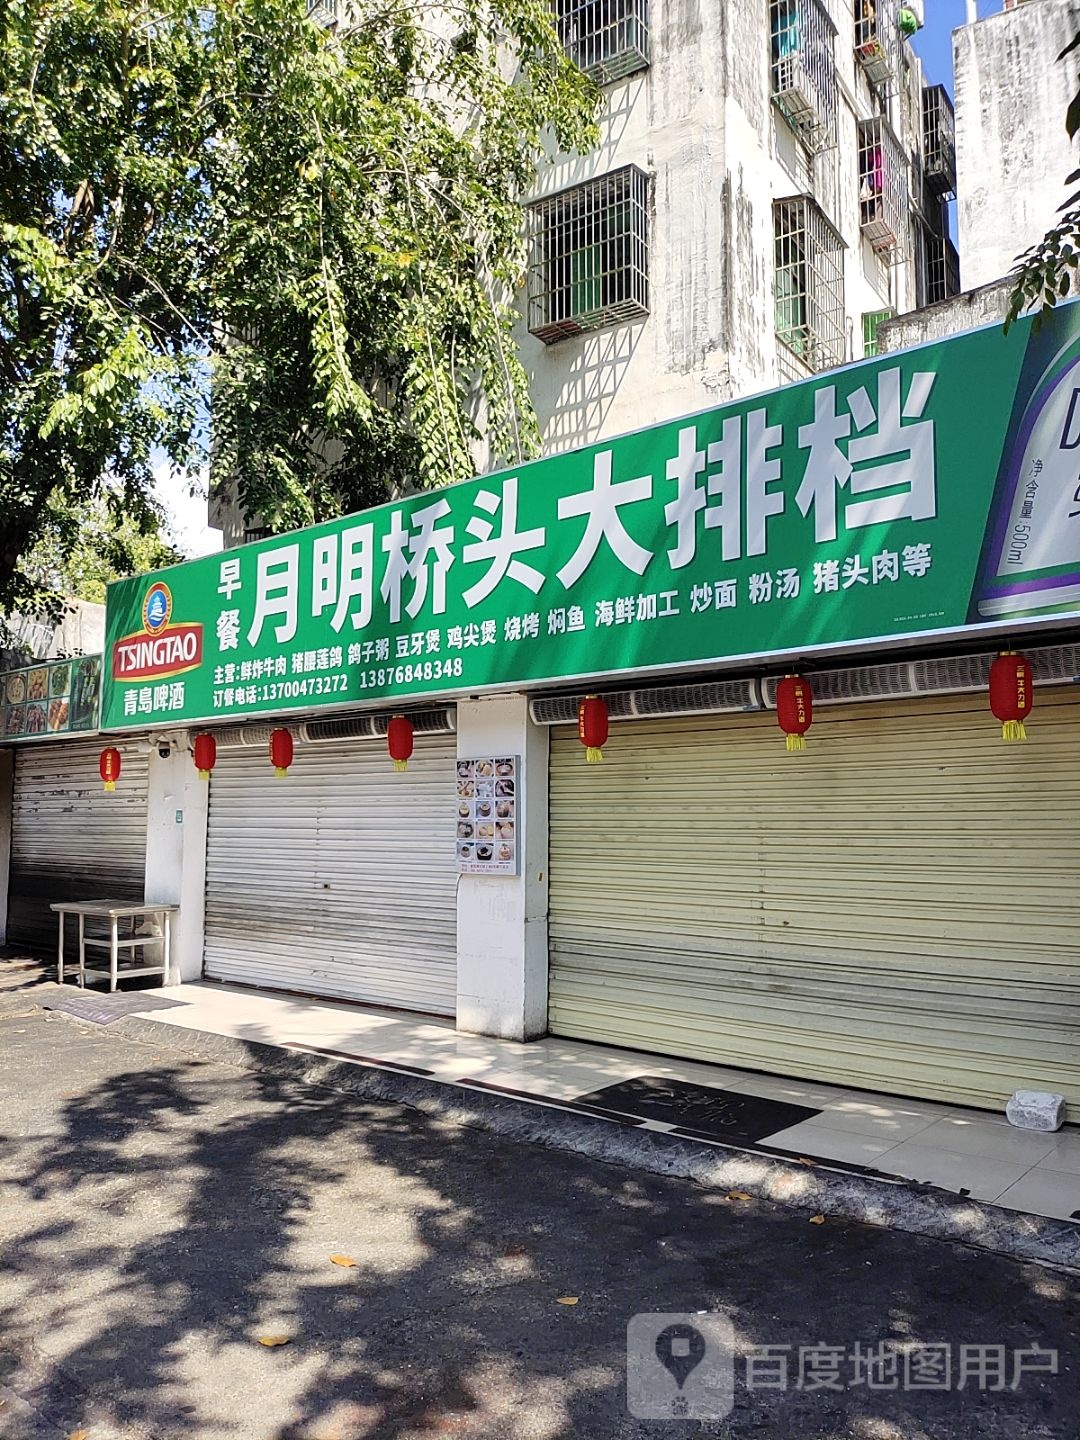 早餐
月明桥头大排档
TSINGTAO
青島啤酒
主营:鲜炸牛肉 猪腰莲鸽 鸽子粥 豆牙煲 鸡尖煲 烧烤 焖鱼 海鲜加工 炒面 粉汤 猪头肉等
订餐电话:13700473272 13876848348
净含量:500ml
百度地图用户